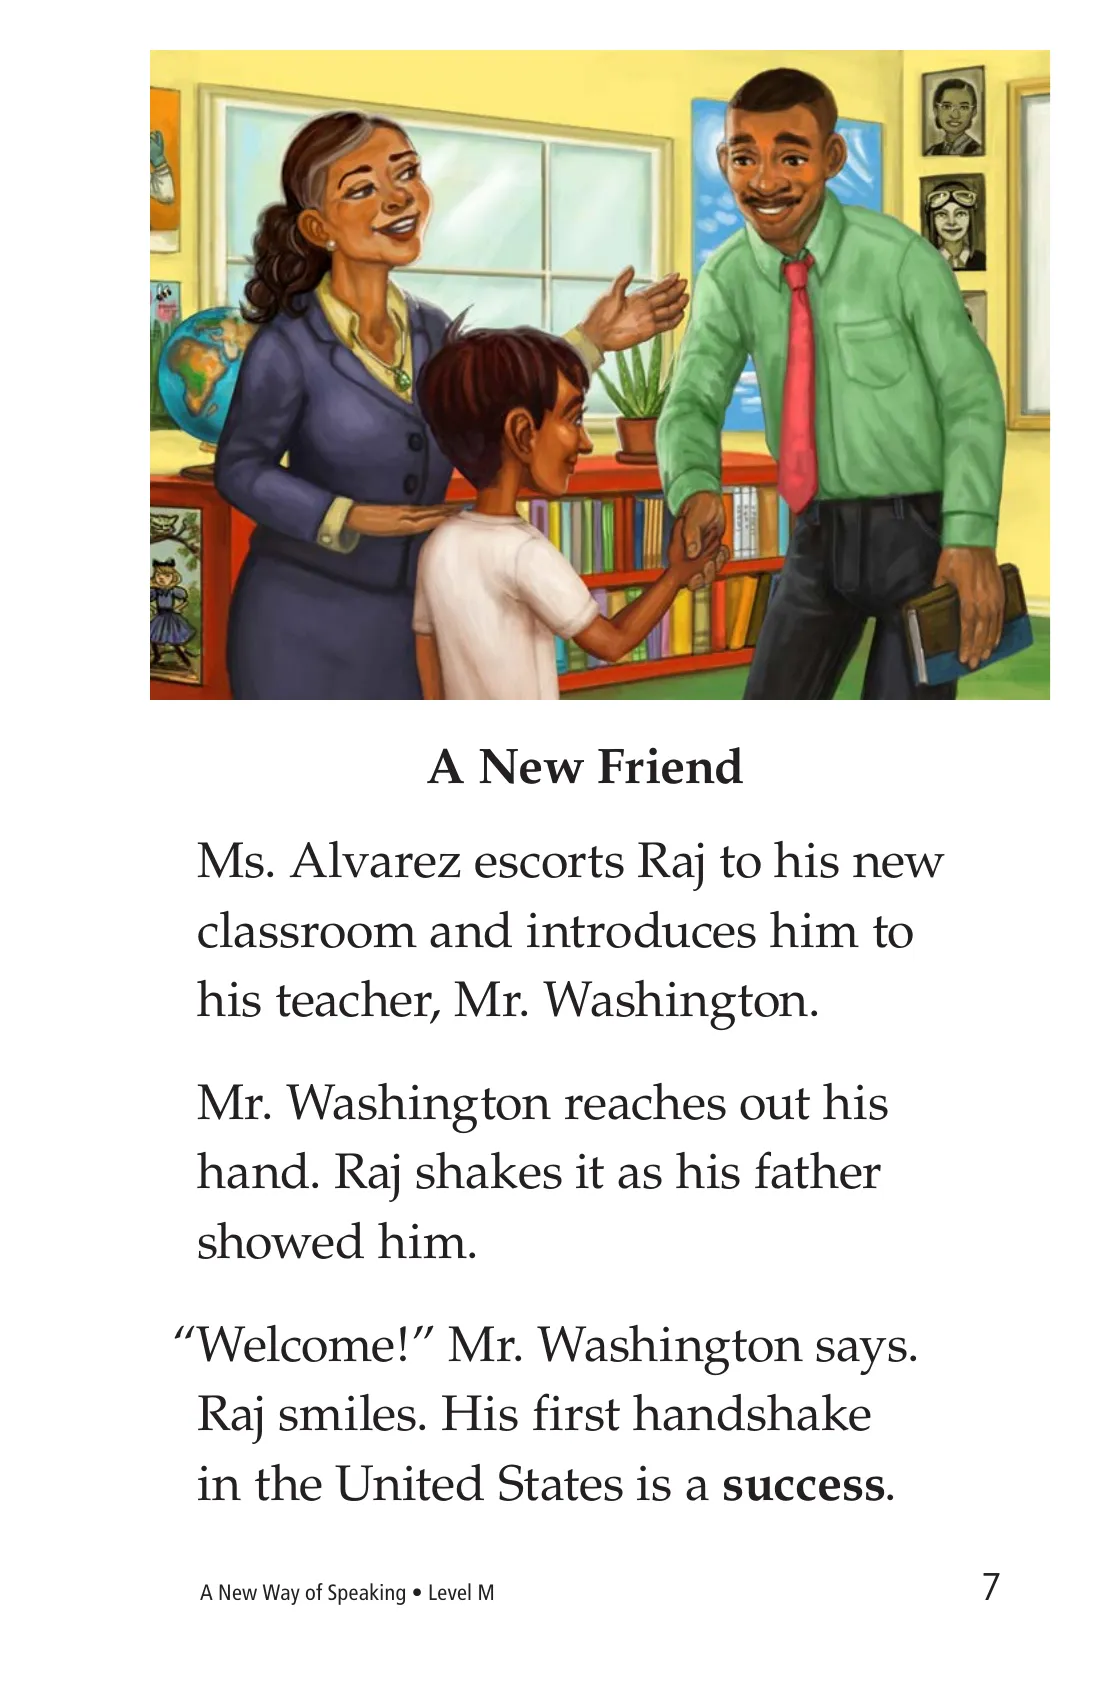 A New Friend
Ms. Alvarez escorts Raj to his new
classroom and introduces him to
his teacher, Mr. Washington.
Mr. Washington reaches out his
hand. Raj shakes it as his father
showed him.
“Welcome!” Mr. Washington says.
Raj smiles. His first handshake
in the United States is a success.
A New Way of Speaking • Level M
7